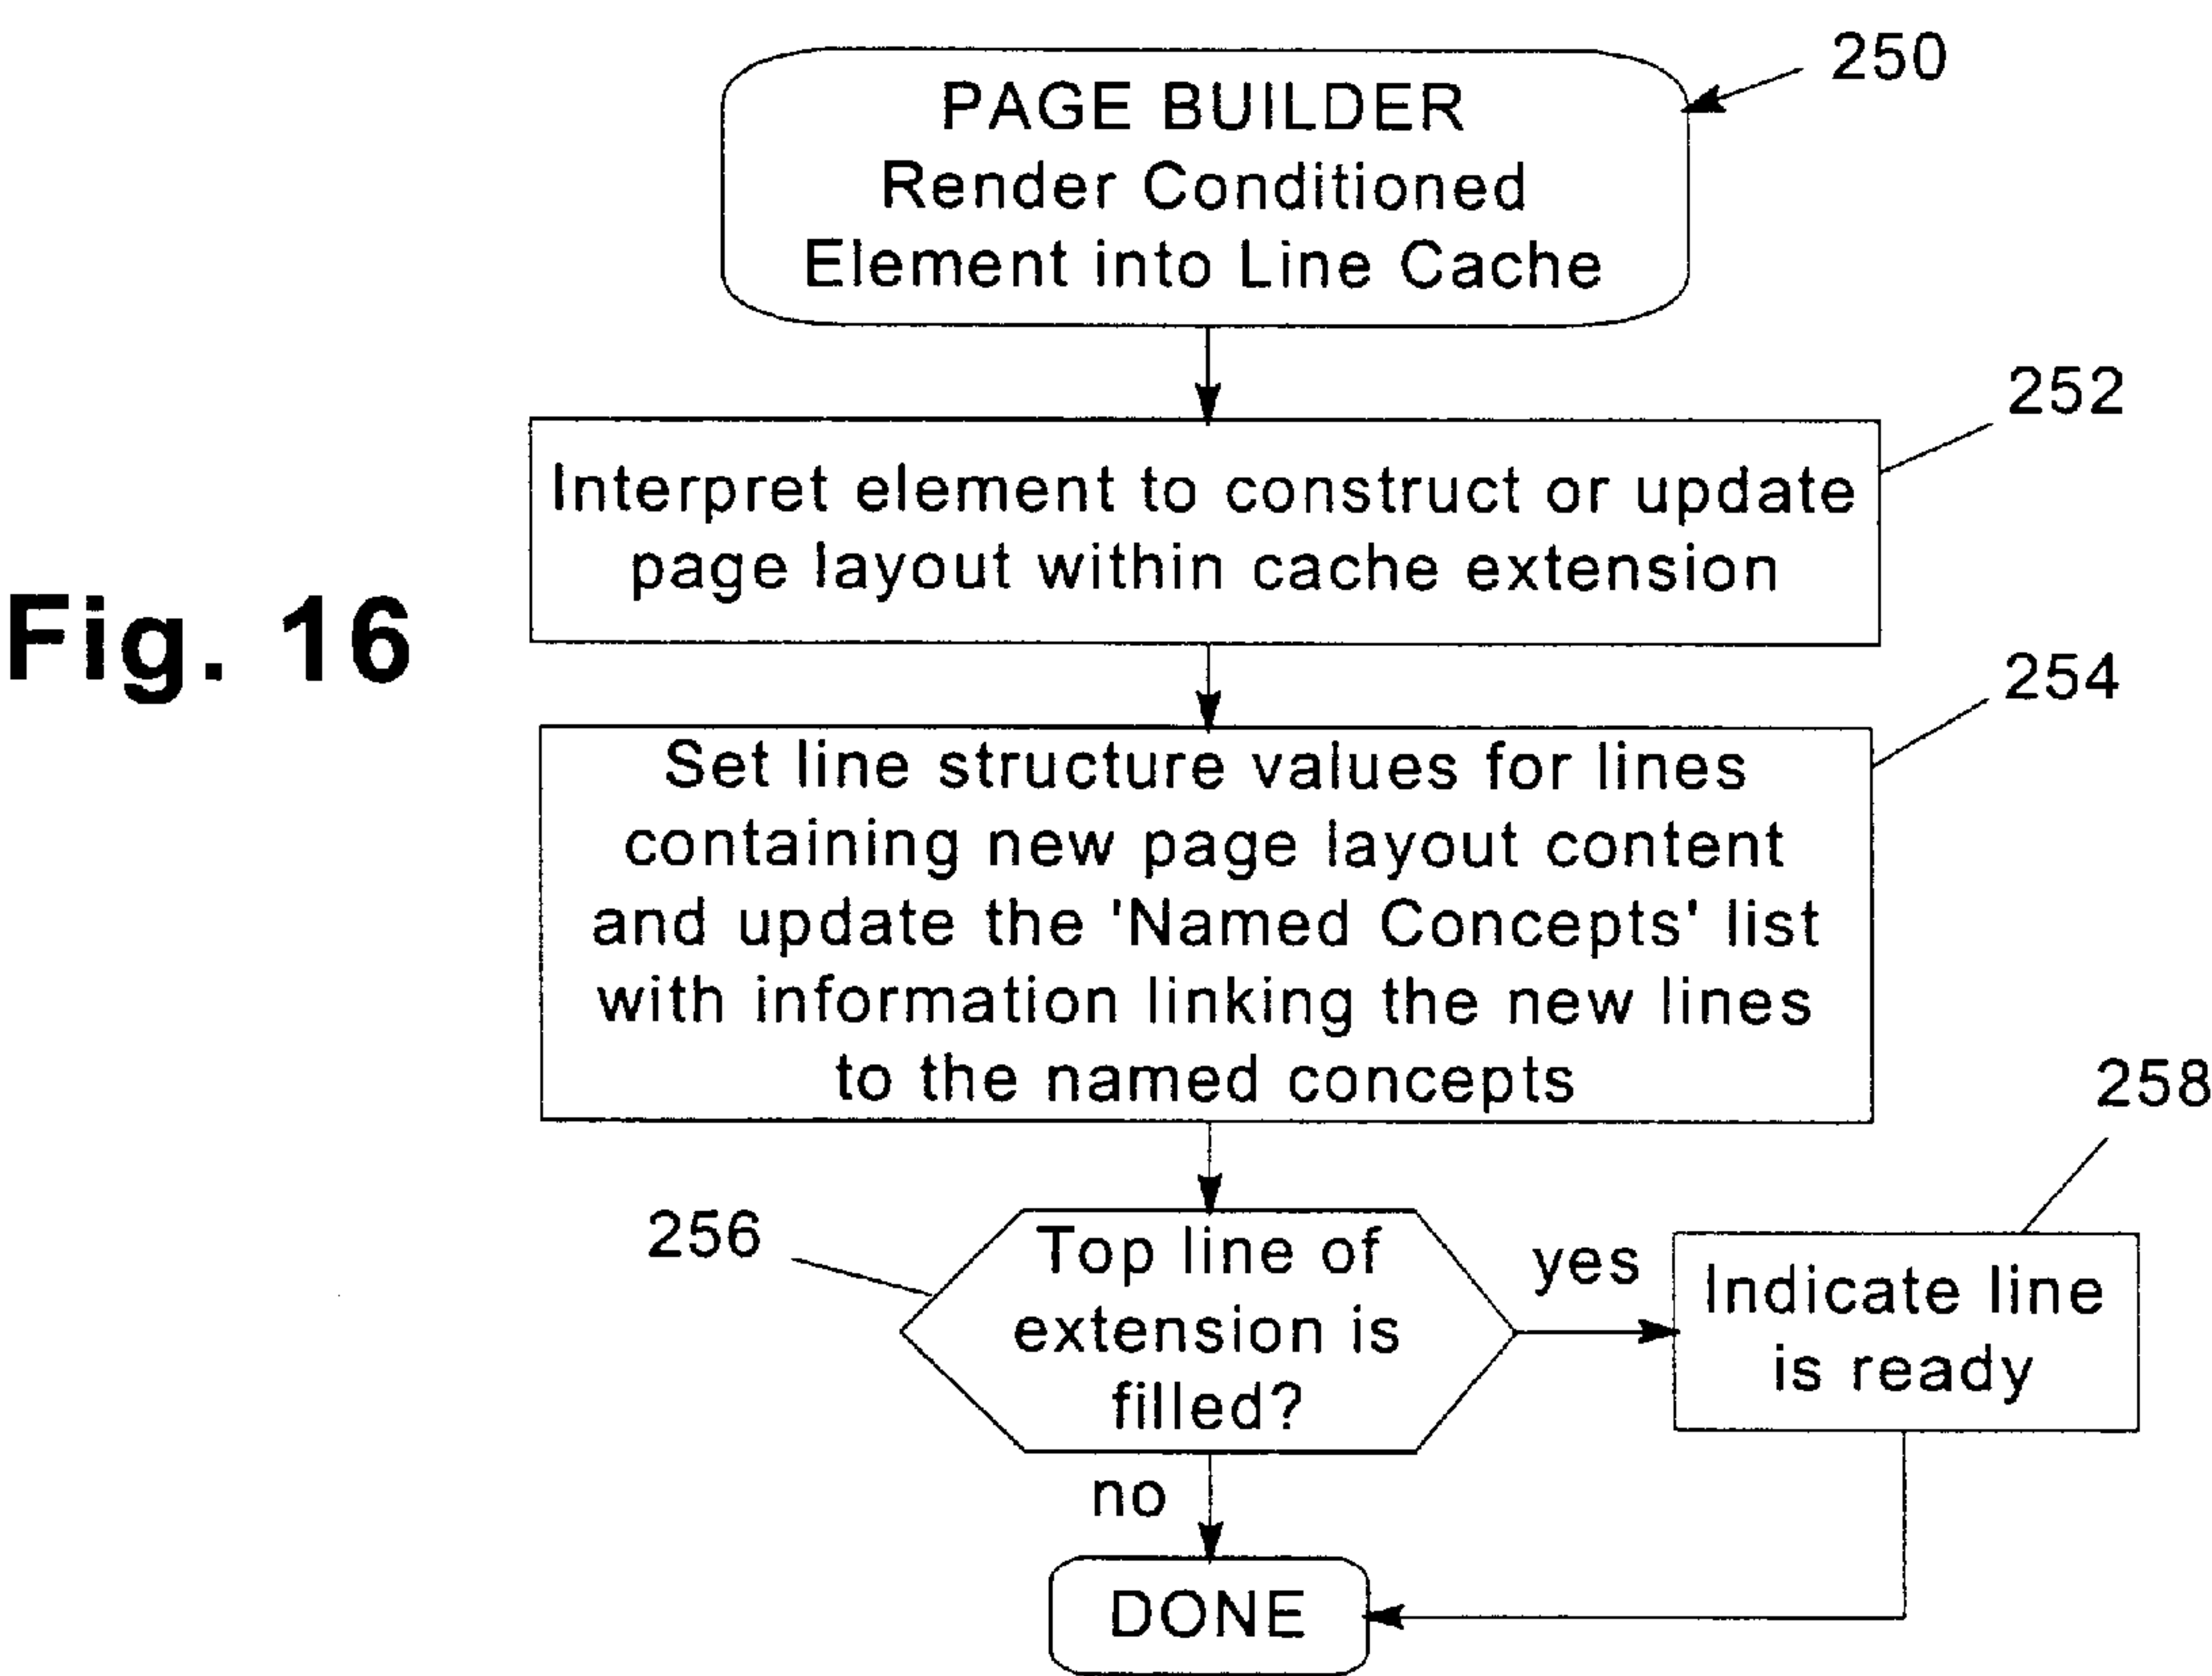 250
PAGE BUILDER
Render Conditioned
Element into Line Cache
252
Interpret element to construct or update
page layout within cache extension
Fig. 16
254
Set line structure values for lines
containing new page layout content
and update the 'Named Concepts' list
with information linking the new lines
to the named concepts
258
256
Top line of
extension is
filled?
yes
Indicate line
is ready
no
DONE